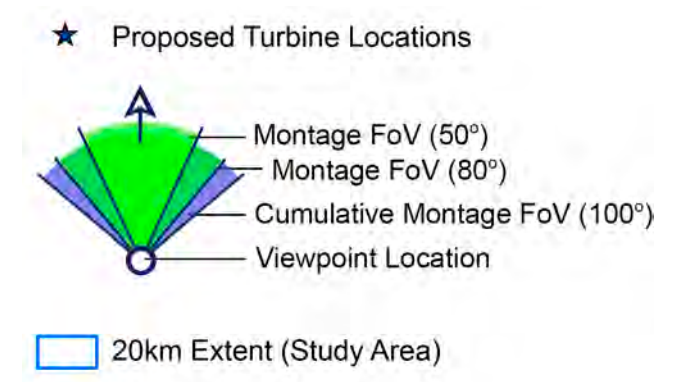 Proposed Turbine Locations
Montage FoV (50°)
Montage FoV (80°)
Cumulative Montage FoV (100°)
Viewpoint Location
20km Extent (Study Area)